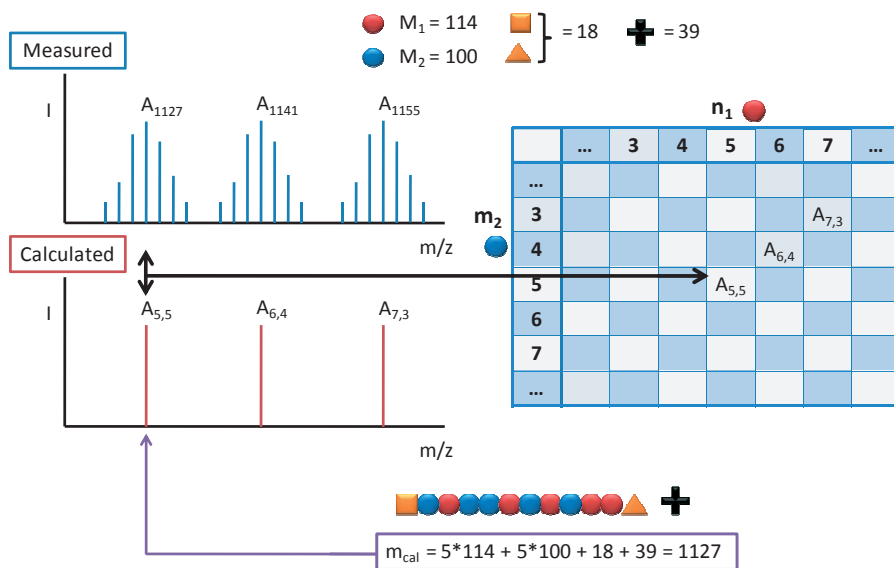 M1 = 114
= 18
= 39
M2 = 100
Measured
I
A1127
A1141
A1155
m/z
n1
... 3 4 5 6 7 ...
...
m2
3 A7,3
4 A6,4
5 A5,5
6
7
...
Calculated
I
A5,5
A6,4
A7,3
m/z
mcal = 5*114 + 5*100 + 18 + 39 = 1127